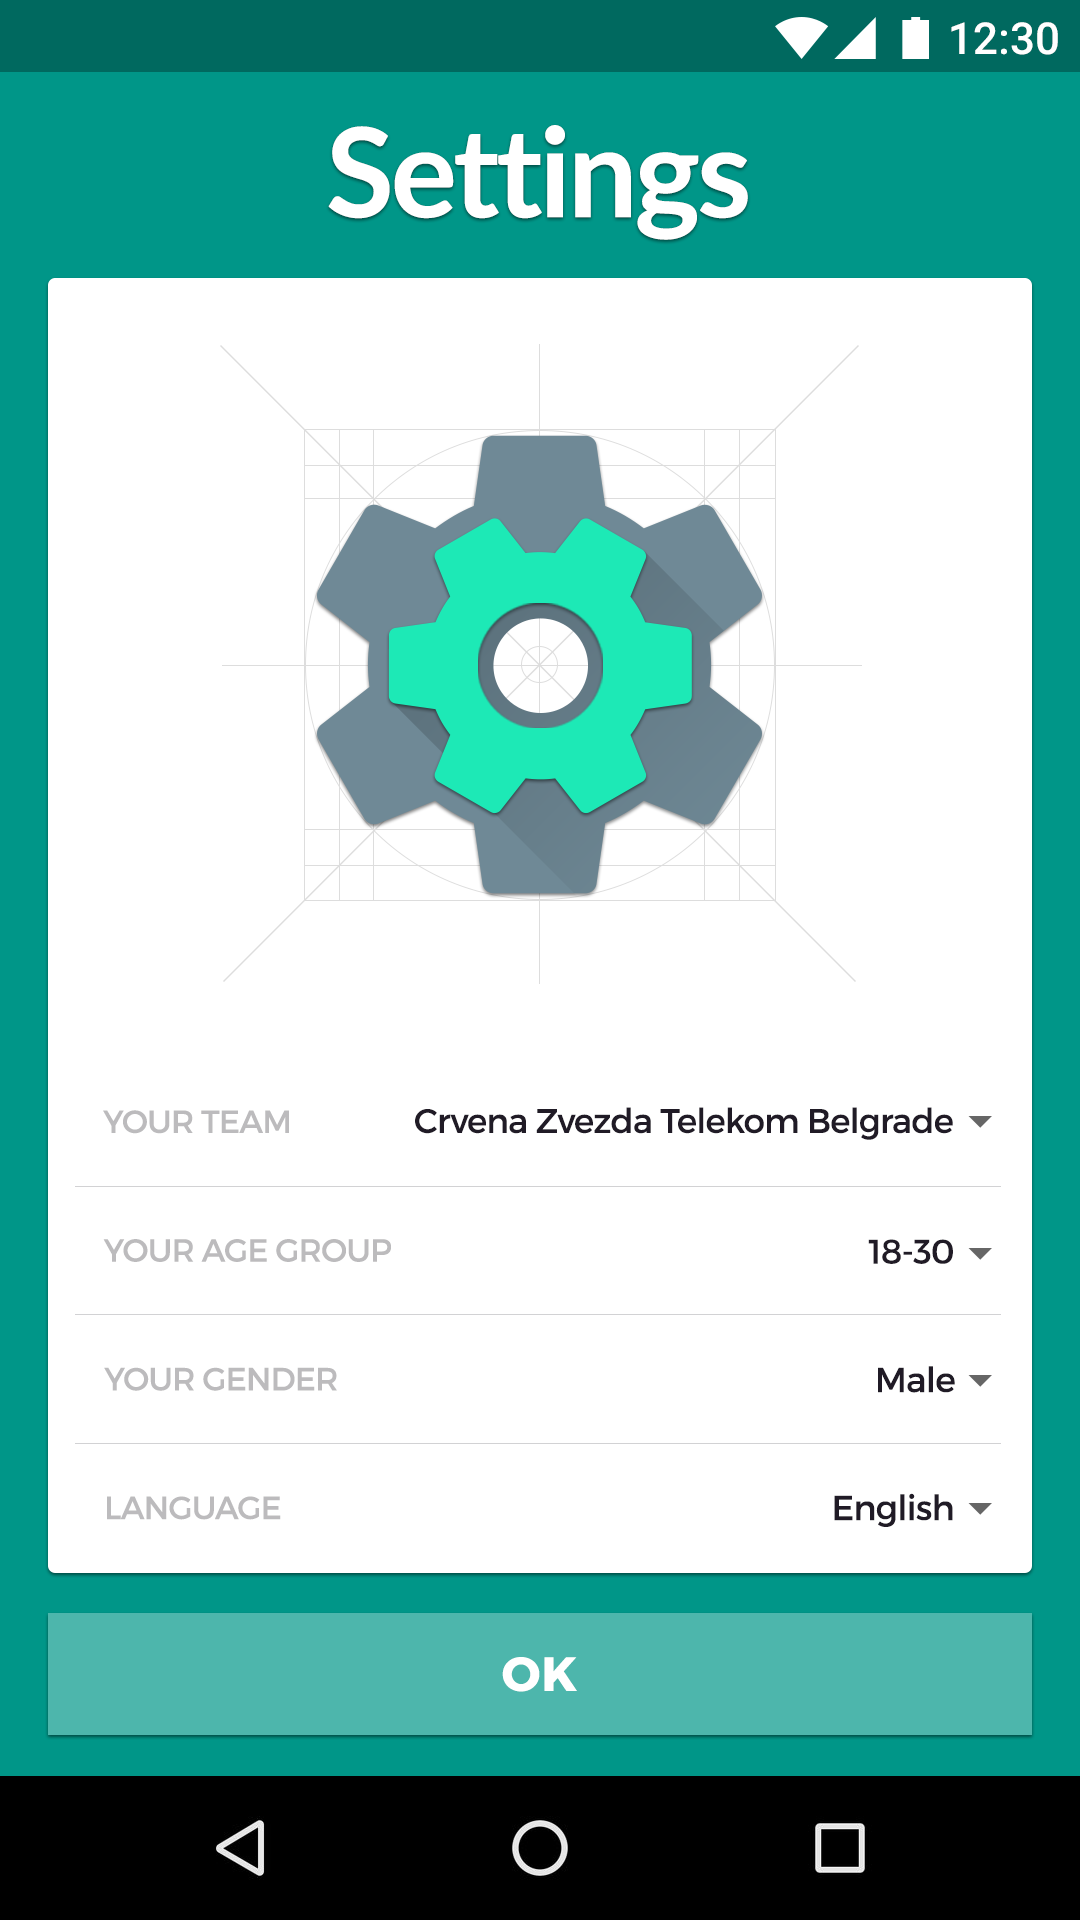 12:30
Settings
YOUR TEAM Crvena Zvezda Telekom Belgrade
YOUR AGE GROUP 18-30
YOUR GENDER Male
LANGUAGE English
OK